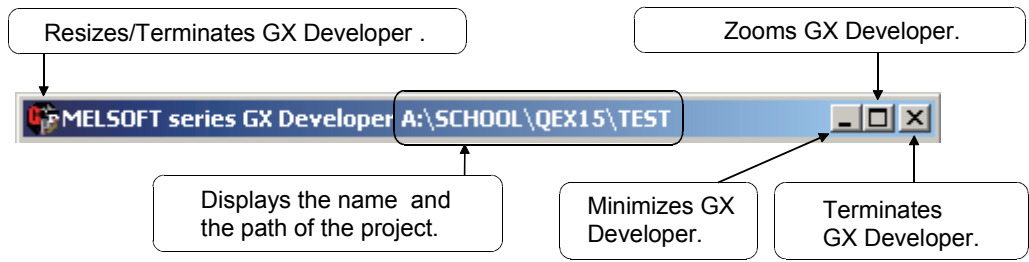 Resizes/Terminates GX Developer .
Zooms GX Developer.
MELSOFT series GX Developer A:\SCHOOL\QEX15\TEST
Displays the name and
the path of the project.
Minimizes GX
Developer.
Terminates
GX Developer.